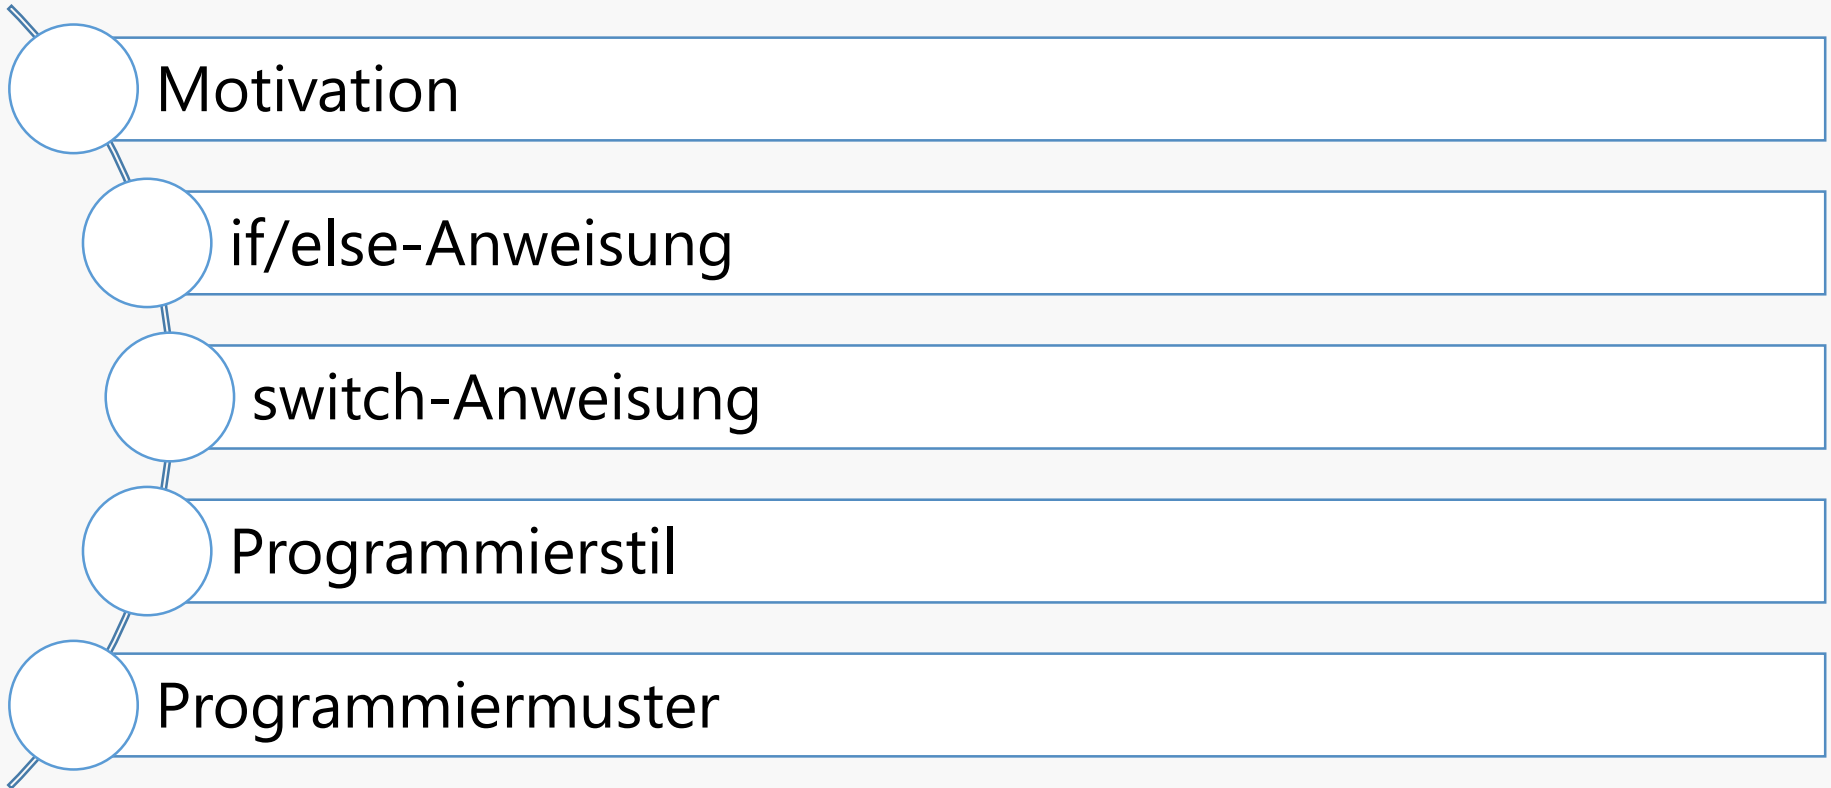 Motivation
if/else-Anweisung
switch-Anweisung
Programmierstil
Programmiermuster